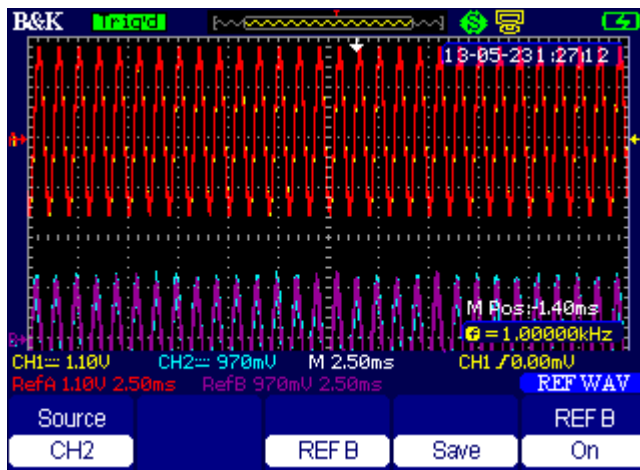 B&K Trig'd
13-05-23 1:27:12
A
M Pos:-1.40ms
= 1.00000kHz
CH1 1.10V CH2 970mV M 2.50ms CH1 0.00mV
RefA 1.10V 2.50ms RefB 970mV 2.50ms REF WAV
Source REF B
CH2 REF B Save On